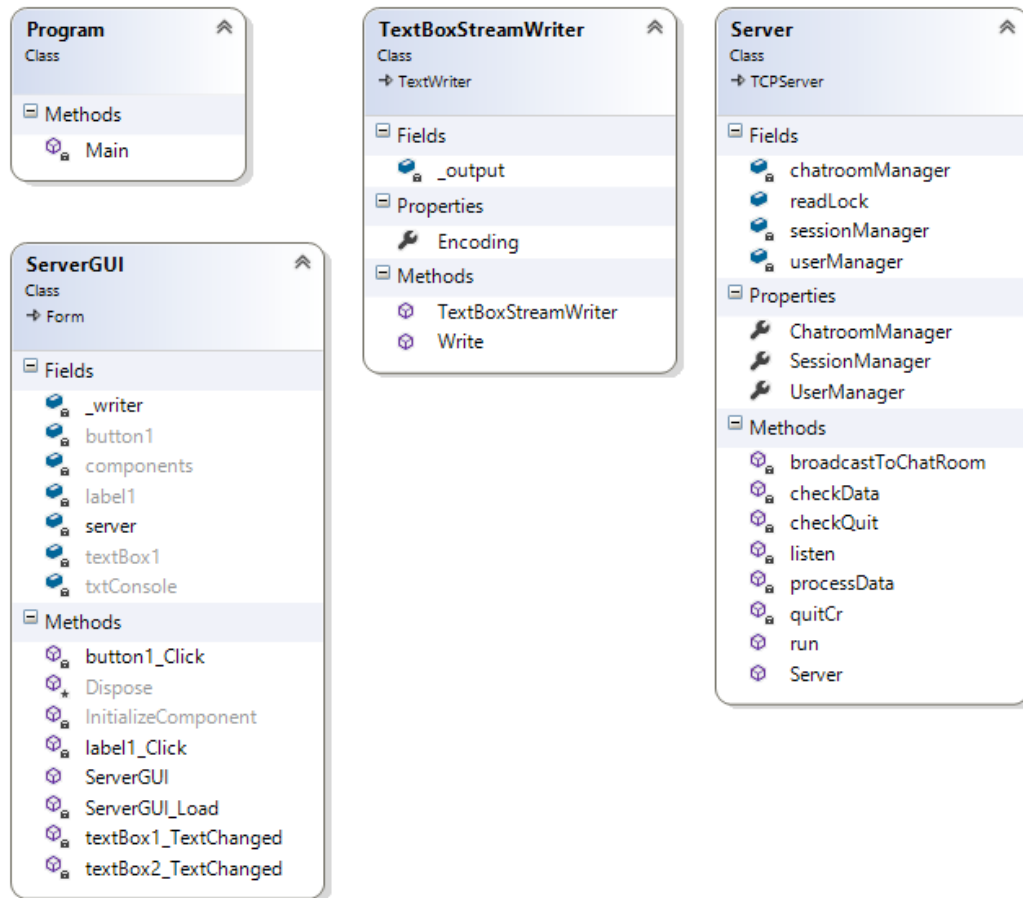 Program
Class
Methods
Main
ServerGUI
Class
Form
Fields
_writer
button1
components
label1
server
textBox1
txtConsole
Methods
button1_Click
Dispose
InitializeComponent
label1_Click
ServerGUI
ServerGUI_Load
textBox1_TextChanged
textBox2_TextChanged
TextBoxStreamWriter
Class
TextWriter
Fields
_output
Properties
Encoding
Methods
TextBoxStreamWriter
Write
Server
Class
TCPServer
Fields
chatroomManager
readLock
sessionManager
userManager
Properties
ChatroomManager
SessionManager
UserManager
Methods
broadcastToChatRoom
checkData
checkQuit
listen
processData
quitCr
run
Server